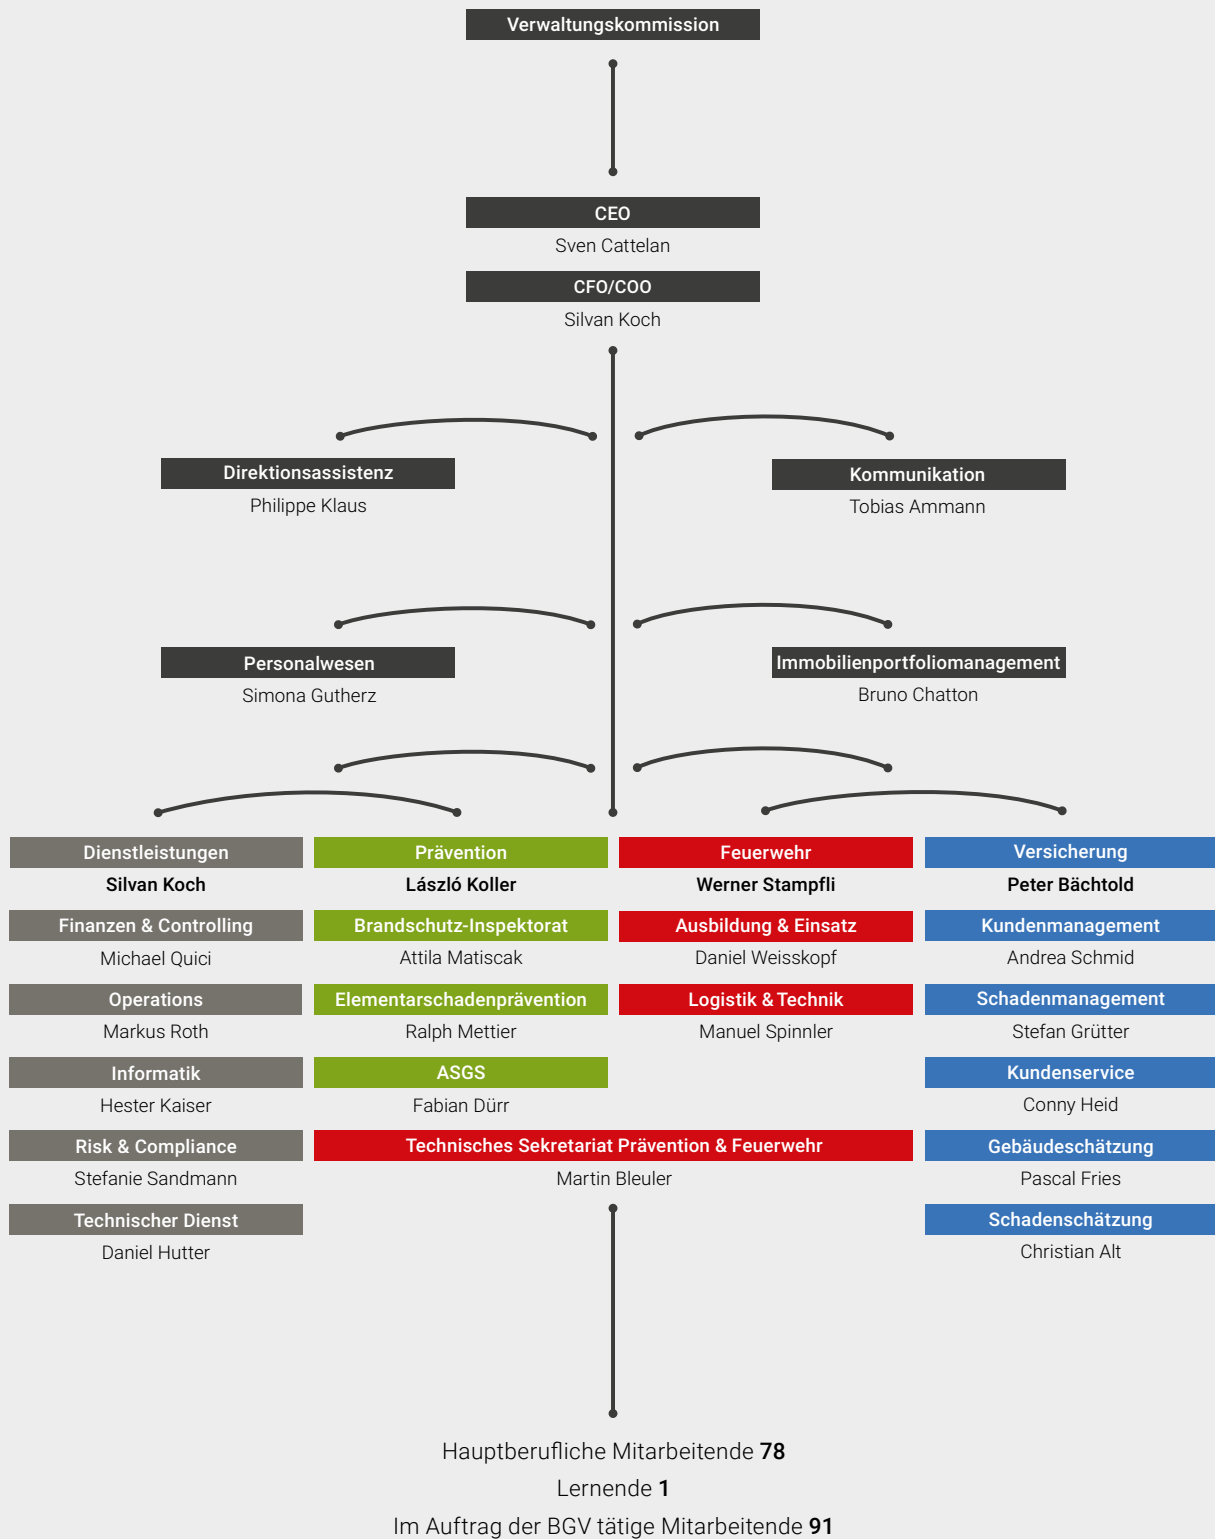 Verwaltungskommission
CEO
Sven Cattelan
CFO/COO
Silvan Koch
Direktionsassistenz
Philippe Klaus
Kommunikation
Tobias Ammann
Personalwesen
Simona Gutherz
Immobilienportfoliomanagement
Bruno Chatton
Dienstleistungen
Silvan Koch
Finanzen & Controlling
Michael Quici
Operations
Markus Roth
Informatik
Hester Kaiser
Risk & Compliance
Stefanie Sandmann
Technischer Dienst
Daniel Hutter
Prävention
László Koller
Brandschutz-Inspektorat
Attila Matiscak
Elementarschadenprävention
Ralph Mettier
ASGS
Fabian Dürr
Feuerwehr
Werner Stampfli
Ausbildung & Einsatz
Daniel Weisskopf
Logistik & Technik
Manuel Spinnler
Technisches Sekretariat Prävention & Feuerwehr
Martin Bleuler
Versicherung
Peter Bächtold
Kundenmanagement
Andrea Schmid
Schadenmanagement
Stefan Grütter
Kundenservice
Conny Heid
Gebäudeschätzung
Pascal Fries
Schadenschätzung
Christian Alt
Hauptberufliche Mitarbeitende 78
Lernende 1
Im Auftrag der BGV tätige Mitarbeitende 91